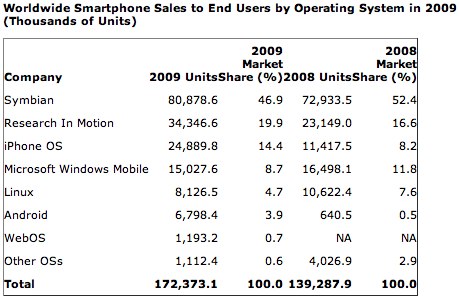 Worldwide Smartphone Sales to End Users by Operating System in 2009
(Thousands of Units)
2009 2008
Market Market
Company 2009 Units Share (%) 2008 Units Share (%)
Symbian 80,878.6 46.9 72,933.5 52.4
Research In Motion 34,346.6 19.9 23,149.0 16.6
iPhone OS 24,889.8 14.4 11,417.5 8.2
Microsoft Windows Mobile 15,027.6 8.7 16,498.1 11.8
Linux 8,126.5 4.7 10,622.4 7.6
Android 6,798.4 3.9 640.5 0.5
WebOS 1,193.2 0.7 NA NA
Other OSs 1,112.4 0.6 4,026.9 2.9
Total 172,373.1 100.0 139,287.9 100.0